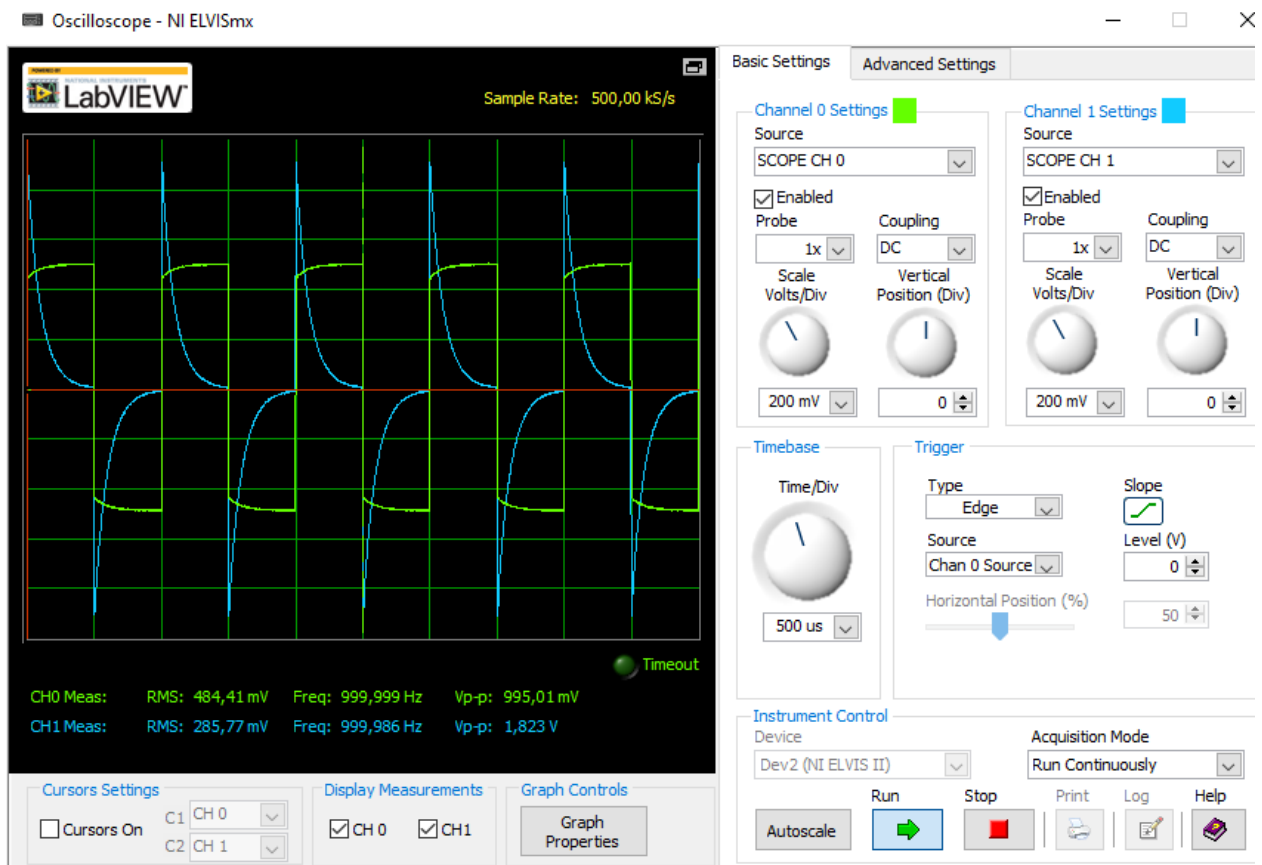 Oscilloscope - NI ELVISmx
POWERED BY
NATIONAL INSTRUMENTS
LabVIEW
Sample Rate: 500,00 kS/s
Timeout
CH0 Meas: RMS: 484,41 mV Freq: 999,999 Hz Vp-p: 995,01 mV
CH1 Meas: RMS: 285,77 mV Freq: 999,986 Hz Vp-p: 1,823 V
Cursors Settings
Cursors On
C1 CH 0
C2 CH 1
Display Measurements
CH 0 CH1
Graph Controls
Graph
Properties
Basic Settings Advanced Settings
Channel 0 Settings
Source
SCOPE CH 0
Enabled
Probe Coupling
1x DC
Scale Vertical
Volts/Div Position (Div)
200 mV 0
Channel 1 Settings
Source
SCOPE CH 1
Enabled
Probe Coupling
1x DC
Scale Vertical
Volts/Div Position (Div)
200 mV 0
Timebase
Time/Div
500 us
Trigger
Type Slope
Edge
Source Level (V)
Chan 0 Source 0
Horizontal Position (%)
50
Instrument Control
Device Acquisition Mode
Dev2 (NI ELVIS II) Run Continuously
Run Stop Print Log Help
Autoscale